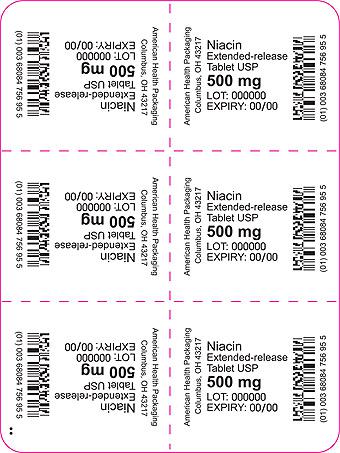 American Health Packaging
Columbus, OH 43217
Niacin
Extended-release
Tablet USP
500 mg
LOT: 000000
EXPIRY: 00/00
(01) 003 68084 756 95 5
American Health Packaging
Columbus, OH 43217
Niacin
Extended-release
Tablet USP
500 mg
LOT: 000000
EXPIRY: 00/00
(01) 003 68084 756 95 5
American Health Packaging
Columbus, OH 43217
Niacin
Extended-release
Tablet USP
500 mg
LOT: 000000
EXPIRY: 00/00
(01) 003 68084 756 95 5
American Health Packaging
Columbus, OH 43217
Niacin
Extended-release
Tablet USP
500 mg
LOT: 000000
EXPIRY: 00/00
(01) 003 68084 756 95 5
American Health Packaging
Columbus, OH 43217
Niacin
Extended-release
Tablet USP
500 mg
LOT: 000000
EXPIRY: 00/00
(01) 003 68084 756 95 5
American Health Packaging
Columbus, OH 43217
Niacin
Extended-release
Tablet USP
500 mg
LOT: 000000
EXPIRY: 00/00
(01) 003 68084 756 95 5